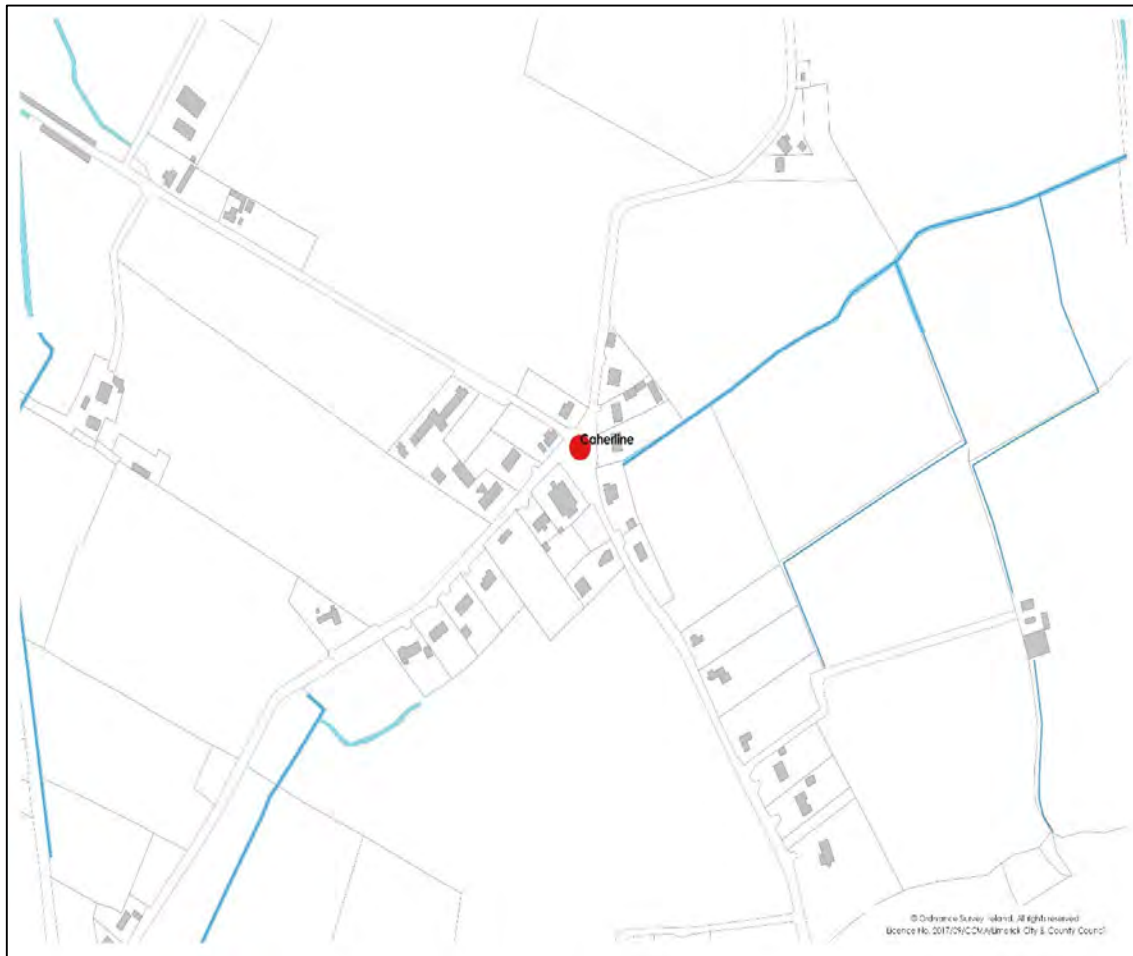 Caherline
© Ordnance Survey Ireland. All rights reserved
Licence No. 2017/09/CCMA/Limerick City & County Council